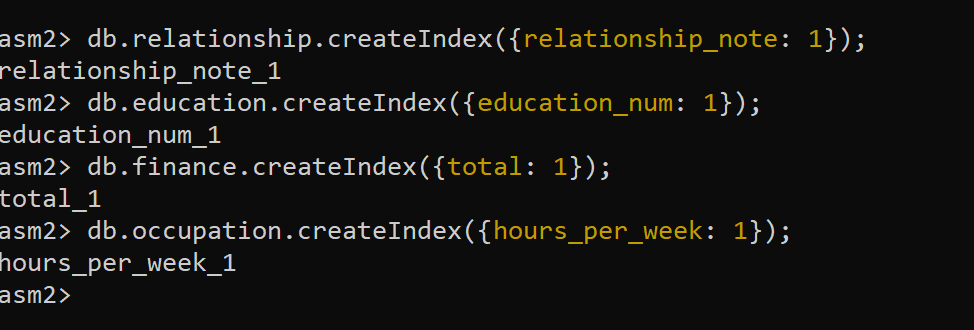 asm2> db.relationship.createIndex({relationship_note: 1});
relationship_note_1
asm2> db.education.createIndex({education_num: 1});
education_num_1
asm2> db.finance.createIndex({total: 1});
total_1
asm2> db.occupation.createIndex({hours_per_week: 1});
hours_per_week_1
asm2>